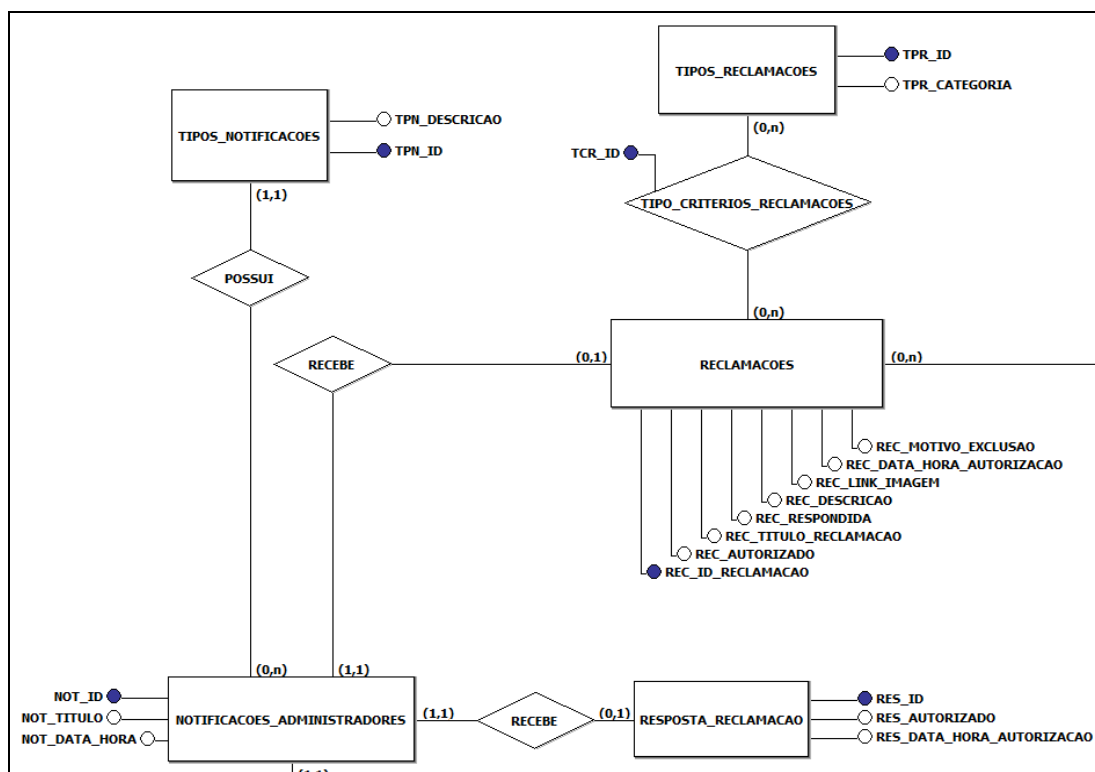 TIPOS_RECLAMACOES
TPR_ID
TPR_CATEGORIA
(0,n)
TIPOS_NOTIFICACOES
TPN_DESCRICAO
TPN_ID
(1,1)
TCR_ID
TIPO_CRITERIOS_RECLAMACOES
POSSUI
(0,n)
RECEBE
(0,1)
RECLAMACOES
(0,n)
REC_MOTIVO_EXCLUSAO
REC_DATA_HORA_AUTORIZACAO
REC_LINK_IMAGEM
REC_DESCRICAO
REC_RESPONDIDA
REC_TITULO_RECLAMACAO
REC_AUTORIZADO
REC_ID_RECLAMACAO
(0,n)
(1,1)
NOT_ID
NOT_TITULO
NOT_DATA_HORA
NOTIFICACOES_ADMINISTRADORES
(1,1)
RECEBE
(0,1)
RESPOSTA_RECLAMACAO
RES_ID
RES_AUTORIZADO
RES_DATA_HORA_AUTORIZACAO